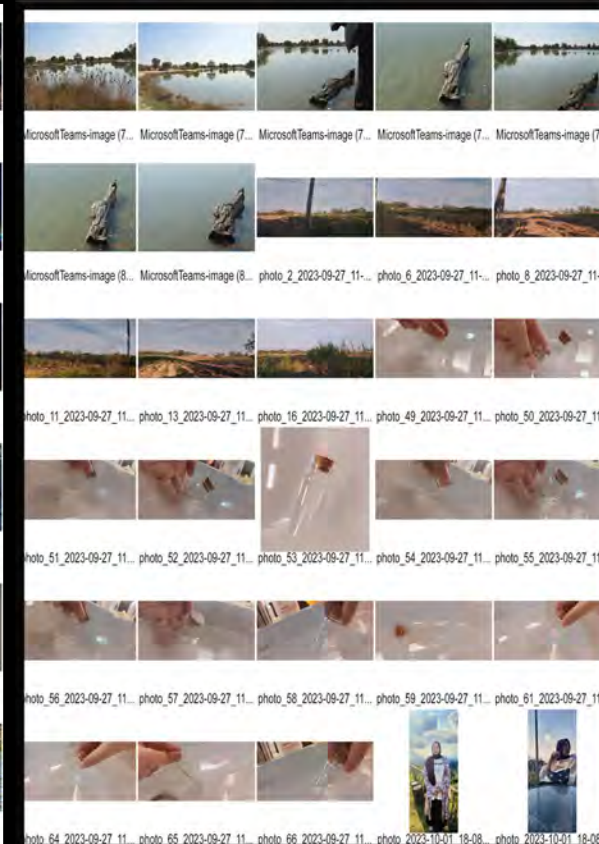 MicrosoftTeams-image (7... MicrosoftTeams-image (7... MicrosoftTeams-image (7... MicrosoftTeams-image (7... MicrosoftTeams-image (7
MicrosoftTeams-image (8... MicrosoftTeams-image (8... photo_2_2023-09-27_11-... photo_6_2023-09-27_11-... photo_8_2023-09-27_11-
photo_11_2023-09-27_11... photo_13_2023-09-27_11... photo_16_2023-09-27_11... photo_49_2023-09-27_11... photo_50_2023-09-27_11
photo_51_2023-09-27_11... photo_52_2023-09-27_11... photo_53_2023-09-27_11... photo_54_2023-09-27_11... photo_55_2023-09-27_11
photo_56_2023-09-27_11... photo_57_2023-09-27_11... photo_58_2023-09-27_11... photo_59_2023-09-27_11... photo_61_2023-09-27_11
photo_64_2023-09-27_11... photo_65_2023-09-27_11... photo_66_2023-09-27_11... photo_2023-10-01_18-08... photo_2023-10-01_18-08